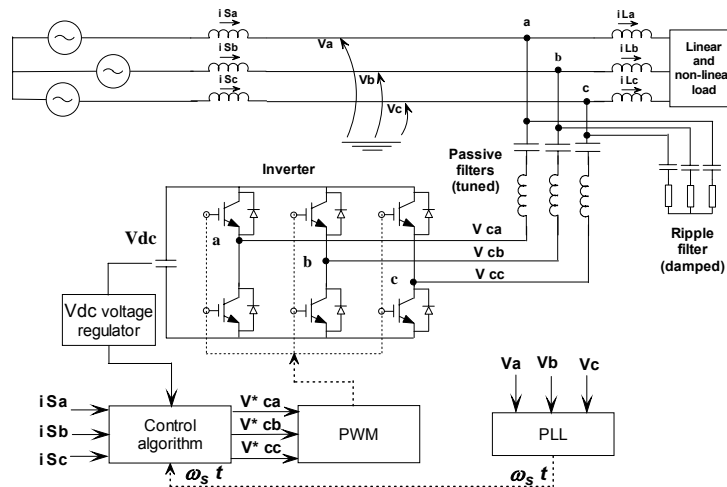 i Sa
i Sb
i Sc
Va
Vb
Vc
a
b
c
i La
i Lb
i Lc
Linear
and
non-linear
load
Inverter
Passive
filters
(tuned)
Ripple
filter
(damped)
Vdc
a
b
c
V ca
V cb
V cc
Vdc voltage
regulator
i Sa
i Sb
i Sc
Control
algorithm
V* ca
V* cb
V* cc
PWM
Va
Vb
Vc
PLL
ωs t
ωs t